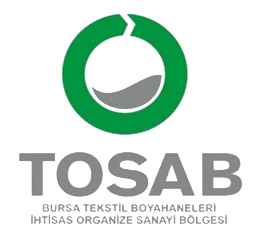 TOSAB
BURSA TEKSTİL BOYAHANELERİ
İHTİSAS ORGANİZE SANAYİ BÖLGESİ